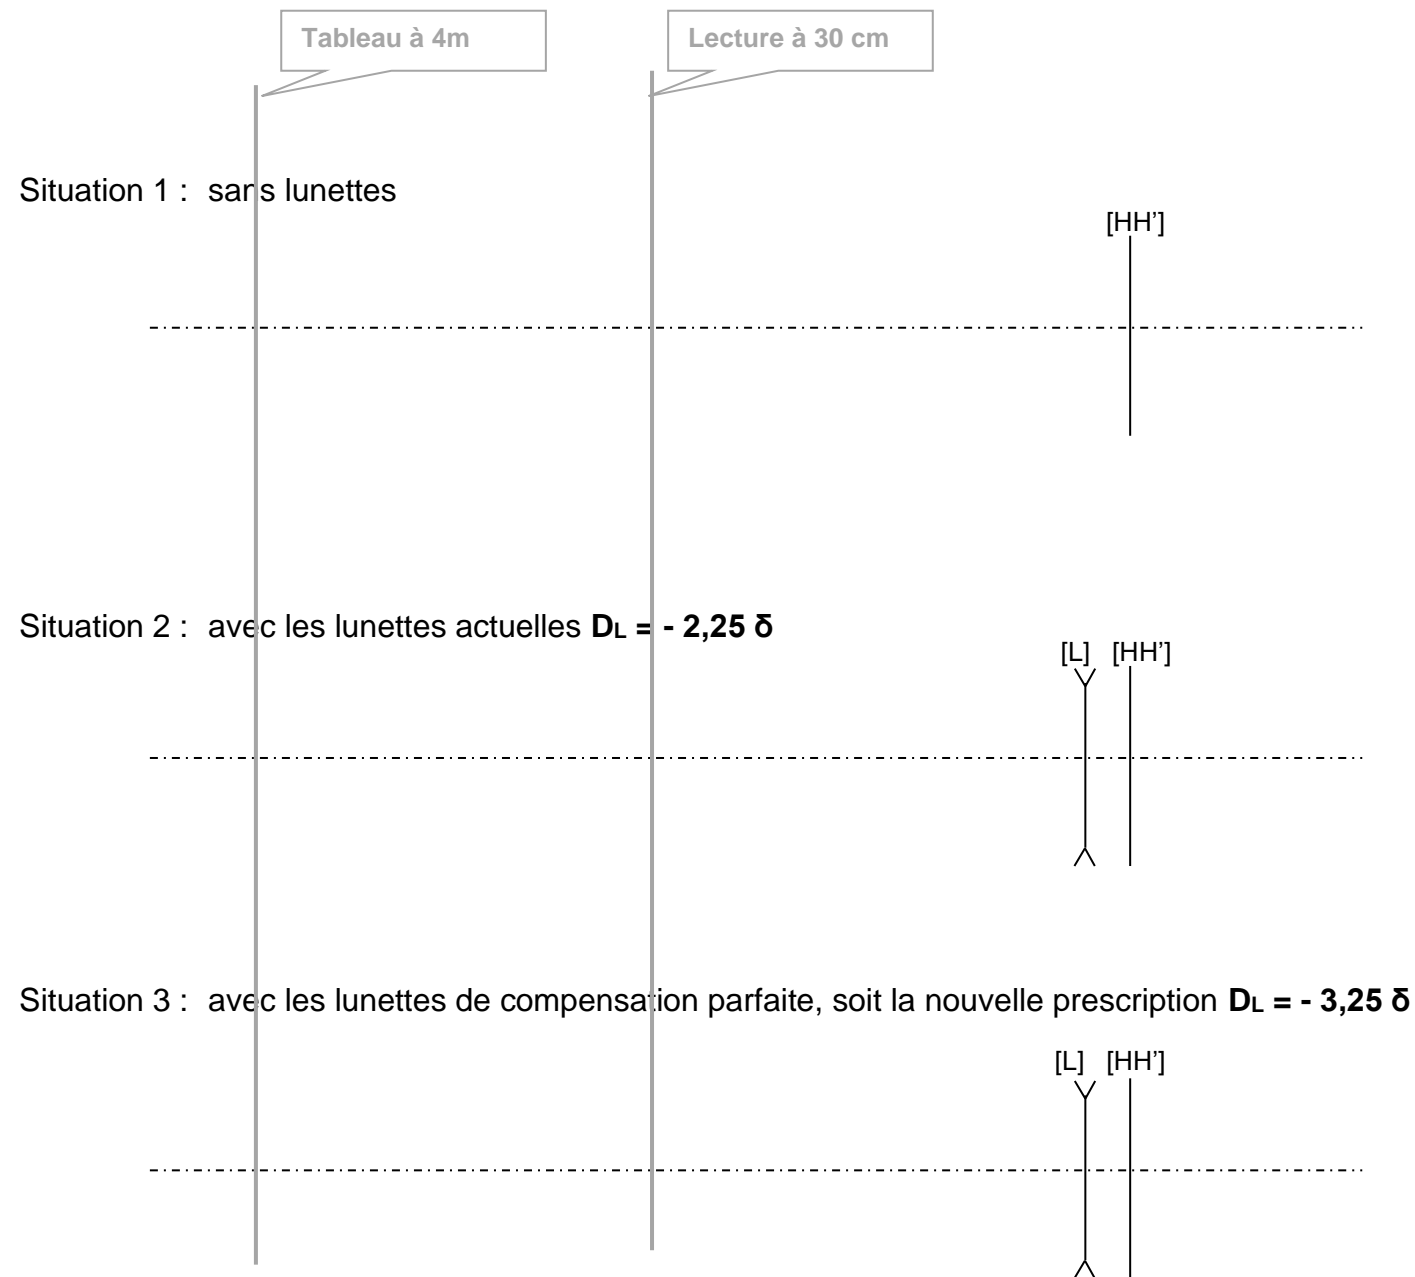 Tableau à 4m
Lecture à 30 cm
Situation 1 : sans lunettes
[HH’]
Situation 2 : avec les lunettes actuelles DL = - 2,25 δ
[L] [HH’]
Situation 3 : avec les lunettes de compensation parfaite, soit la nouvelle prescription DL = - 3,25 δ
[L] [HH’]